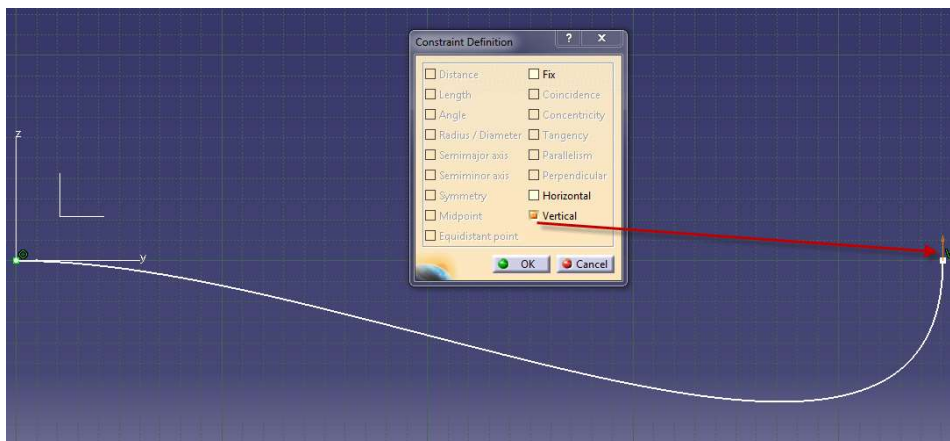 Constraint Definition ? X
Distance
Fix
Length
Coincidence
Angle
Concentricity
Radius / Diameter
Tangency
Semimajor axis
Parallelism
Semiminor axis
Perpendicular
Symmetry
Horizontal
Midpoint
Vertical
Equidistant point
OK
Cancel
z
y